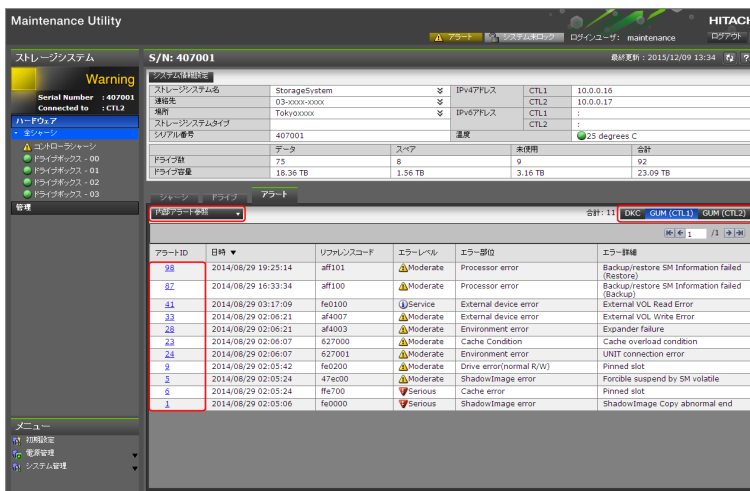 Maintenance Utility
HITACH
アラート システム未ロック ログインユーザ: maintenance ログアウト
ストレージシステム
S/N: 407001
最終更新 : 2015/12/09 13:34
Warning
Serial Number : 407001
Connected to : CTL2
システム情報設定
ストレージシステム名 StorageSystem IPv4アドレス CTL1 10.0.0.16
連絡先 03-xxxx-xxxx CTL2 10.0.0.17
場所 Tokyoxxxx IPv6アドレス CTL1 :
ストレージシステムタイプ CTL2 :
シリアル番号 407001 温度 25 degrees C
データ スペア 未使用 合計
ドライブ数 75 8 9 92
ドライブ容量 18.36 TB 1.56 TB 3.16 TB 23.09 TB
ハードウェア
- 全シャーシ
コントローラシャーシ
ドライブボックス - 00
ドライブボックス - 01
ドライブボックス - 02
ドライブボックス - 03
管理
シャーシ ドライブ アラート
内部アラート参照
合計: 11 DKC GUM (CTL1) GUM (CTL2)
1 /1
アラートID 日時 ▼ リファレンスコード エラーレベル エラー部位 エラー詳細
98 2014/08/29 19:25:14 aff101 Moderate Processor error Backup/restore SM Information failed
(Restore)
87 2014/08/29 16:33:34 aff100 Moderate Processor error Backup/restore SM Information failed
(Backup)
41 2014/08/29 03:17:09 fe0100 Service External device error External VOL Read Error
33 2014/08/29 02:06:21 af4007 Moderate External device error External VOL Write Error
28 2014/08/29 02:06:21 af4003 Moderate Environment error Expander failure
23 2014/08/29 02:06:07 627000 Moderate Cache Condition Cache overload condition
24 2014/08/29 02:06:07 627001 Moderate Environment error UNIT connection error
9 2014/08/29 02:05:42 fe0200 Moderate Drive error(normal R/W) Pinned slot
5 2014/08/29 02:05:24 47ec00 Moderate ShadowImage error Forcible suspend by SM volatile
6 2014/08/29 02:05:24 ffe700 Serious Cache error Pinned slot
1 2014/08/29 02:05:06 fe0000 Serious ShadowImage error ShadowImage Copy abnormal end
メニュー
初期設定
電源管理
システム管理